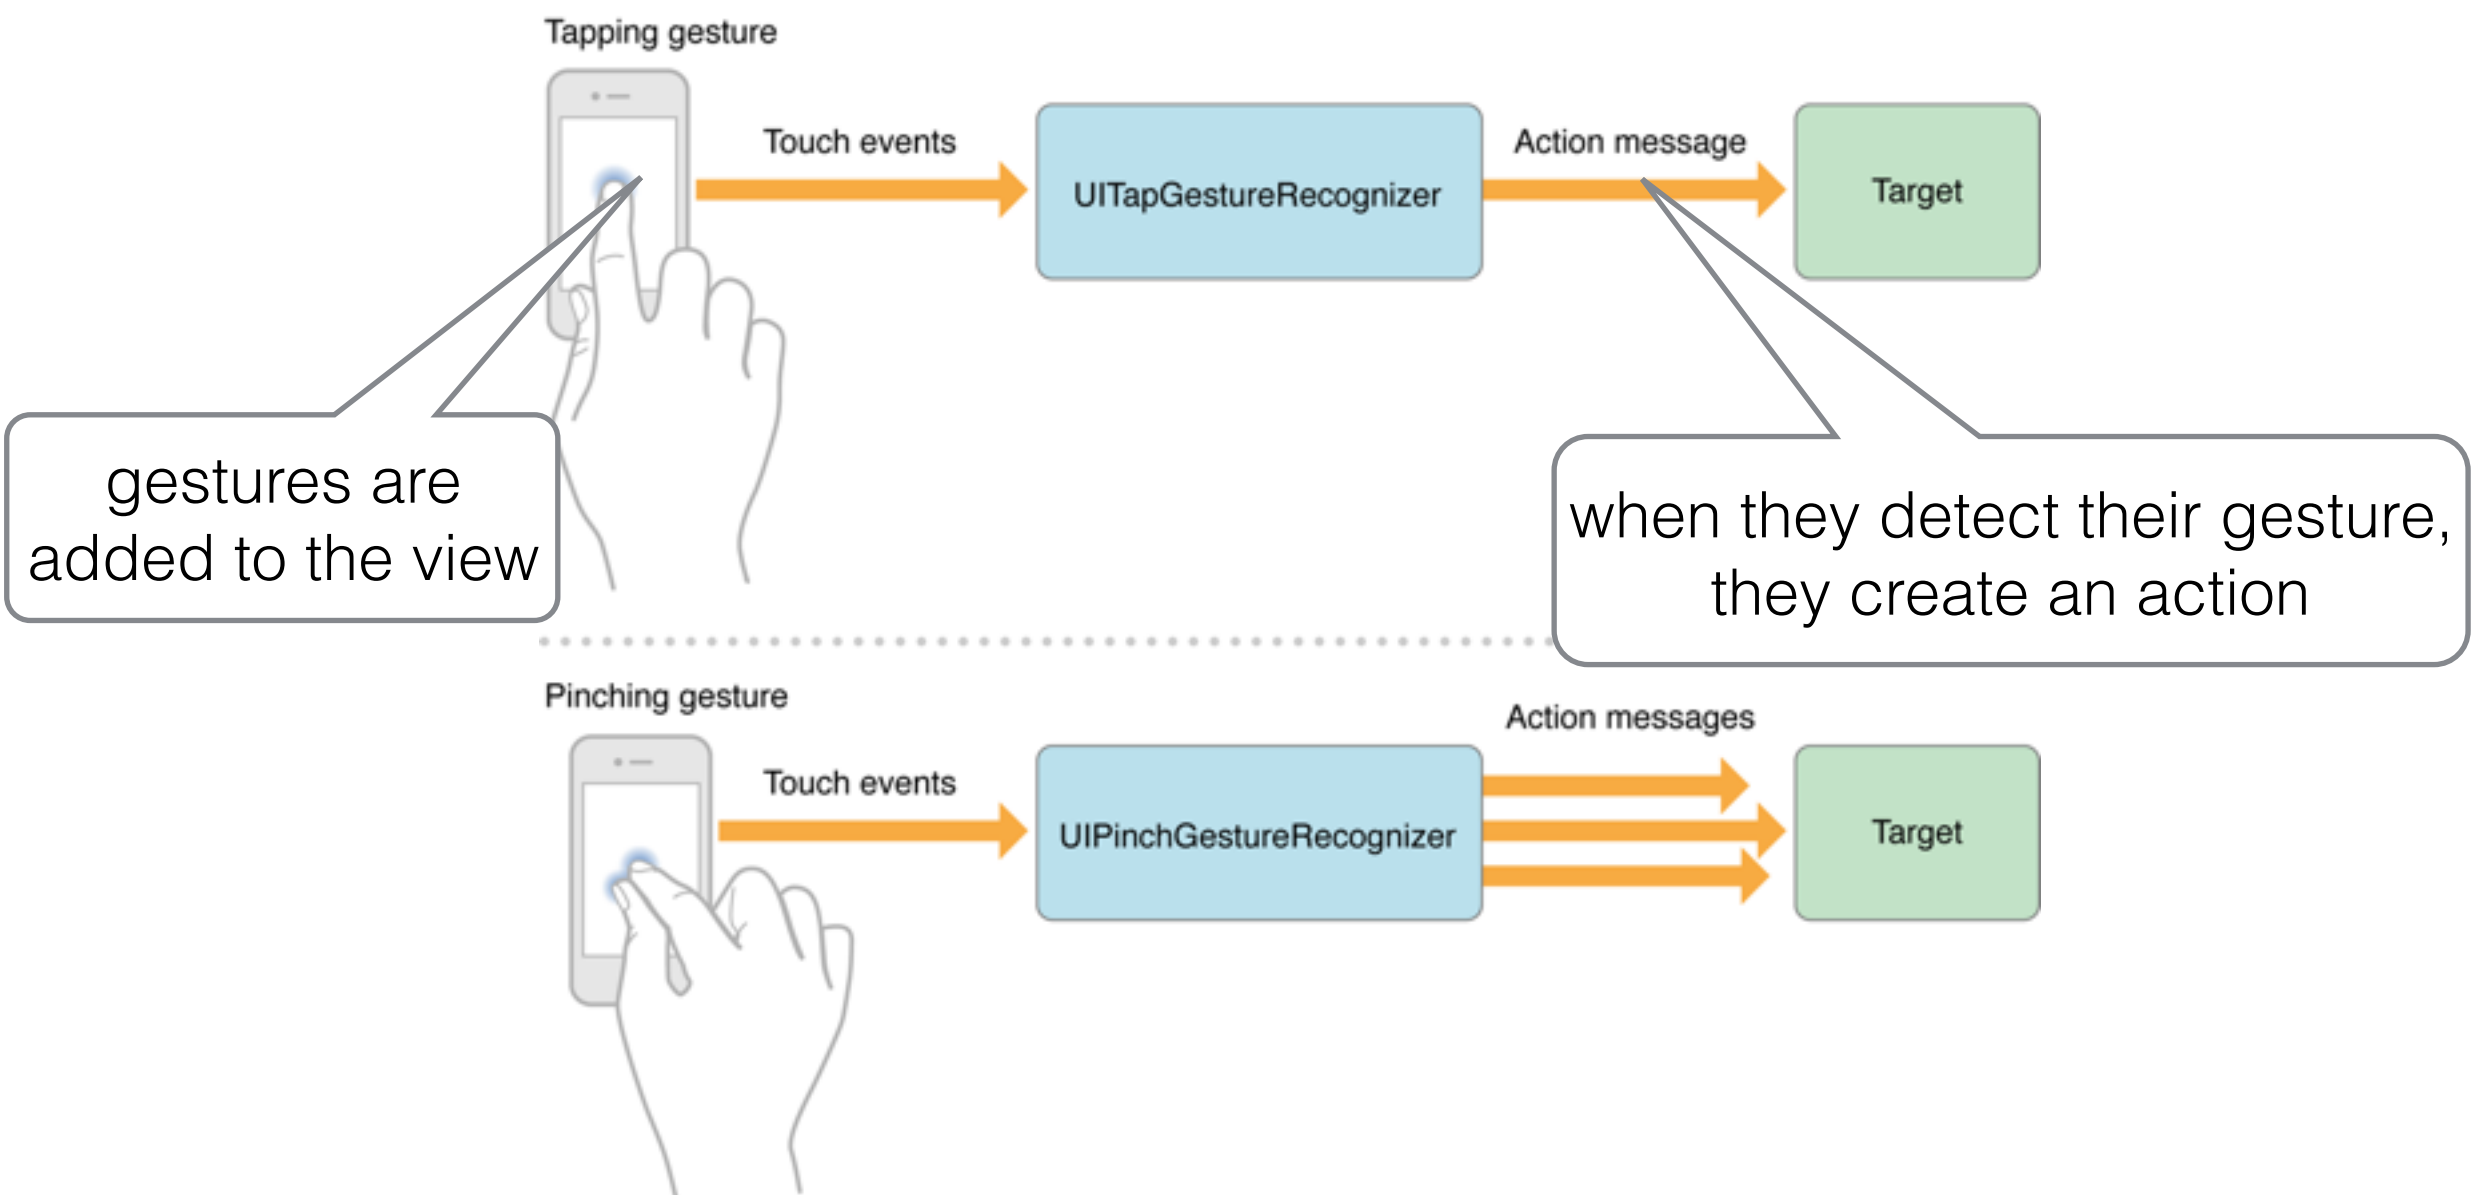 Tapping gesture
Touch events
UITapGestureRecognizer
Action message
Target
gestures are
added to the view
when they detect their gesture,
they create an action
Pinching gesture
Touch events
UIPinchGestureRecognizer
Action messages
Target